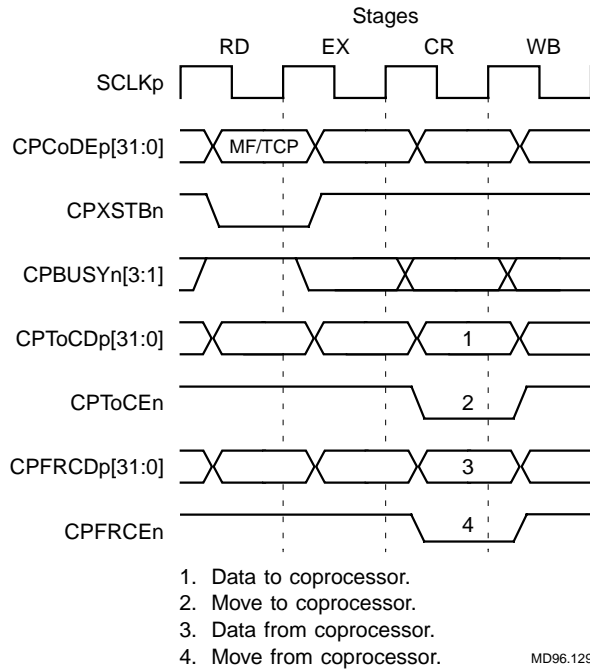 Stages
RD EX CR WB
SCLKp
CPCoDEp[31:0] MF/TCP
CPXSTBn
CPBUSYn[3:1]
CPToCDp[31:0] 1
CPToCEn 2
CPFRCDp[31:0] 3
CPFRCEn 4
1. Data to coprocessor.
2. Move to coprocessor.
3. Data from coprocessor.
4. Move from coprocessor. MD96.129